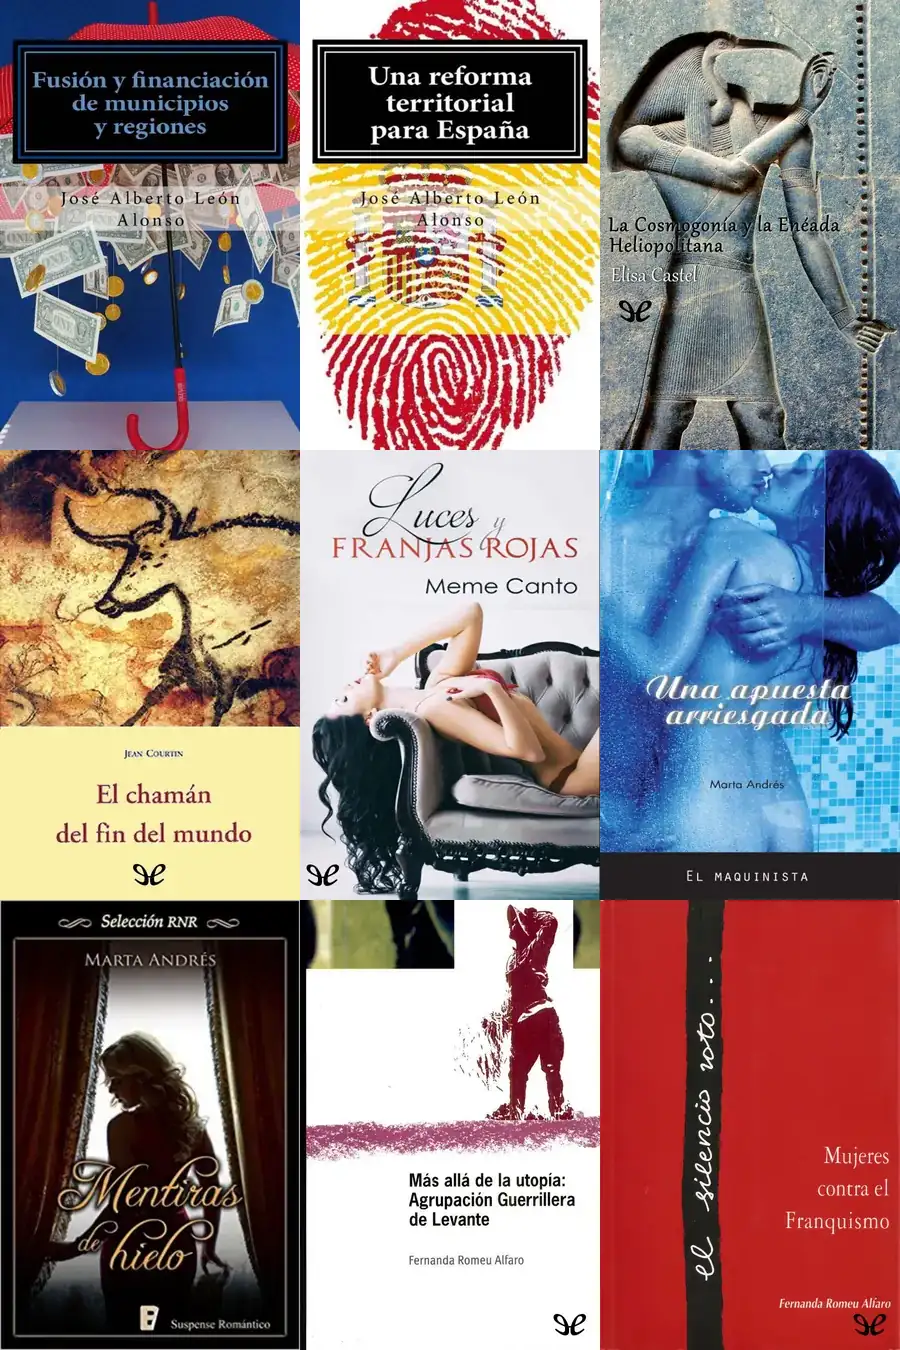 Fusión y financiación
de municipios
y regiones
José Alberto León
Alonso
Una reforma
territorial
para España
José Alberto León
Alonso
La Cosmogonía y la Enéada
Heliopolitana
Elisa Castel
Jean Courtin
El chamán
del fin del mundo
Luces y
FRANJAS ROJAS
Meme Canto
Una apuesta
arriesgada
Marta Andrés
El maquinista
Selección RNR
MARTA ANDRÉS
Mentiras
de hielo
Suspense Romántico
Más allá de la utopía:
Agrupación Guerrillera
de Levante
Fernanda Romeu Alfaro
el silencio roto...
Mujeres
contra el
Franquismo
Fernanda Romeu Alfaro